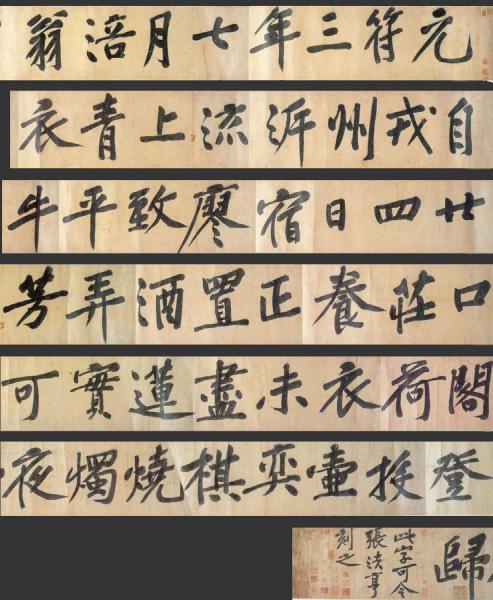 元符三年七月涪翁
自戎州泝流上青衣
廿四日宿廖致平牛
口莊養正置酒弄芳
閣荷衣未盡蓮實可
登投壺奕棋燒燭夜
歸
此字可令
張法亨
刻之